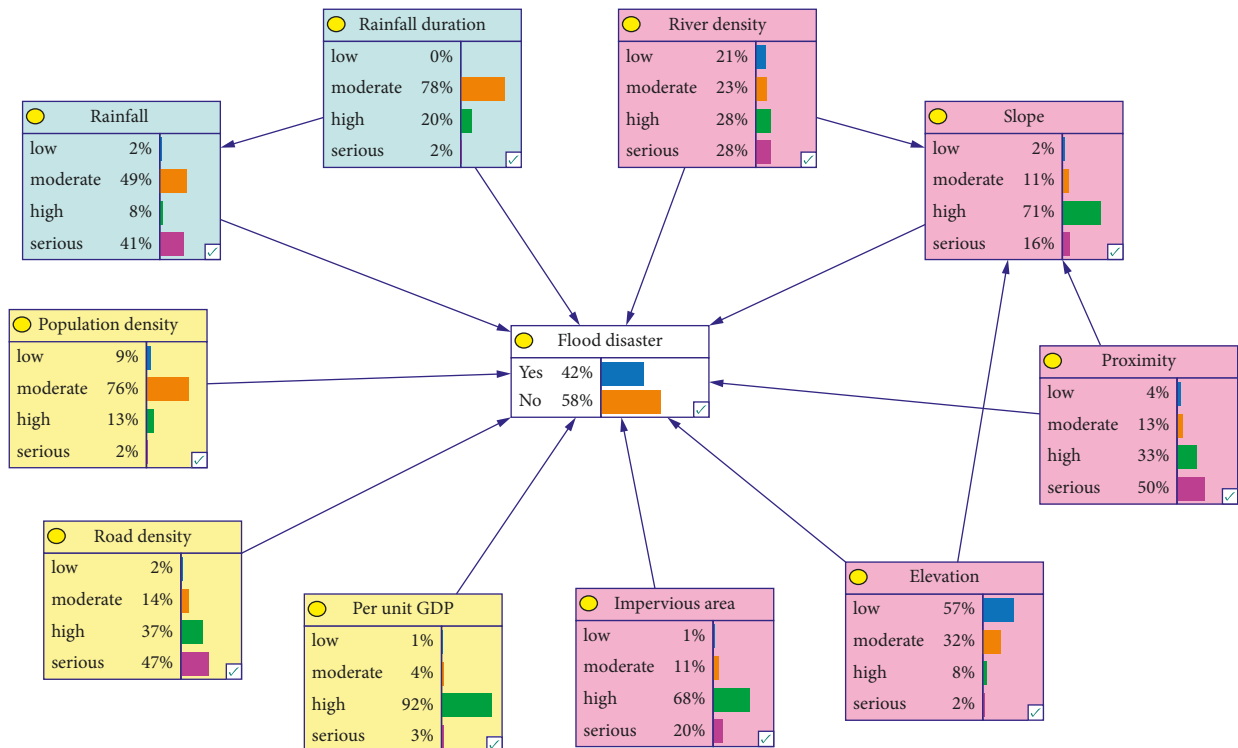 Rainfall duration
low 0%
moderate 78%
high 20%
serious 2%
River density
low 21%
moderate 23%
high 28%
serious 28%
Rainfall
low 2%
moderate 49%
high 8%
serious 41%
Slope
low 2%
moderate 11%
high 71%
serious 16%
Population density
low 9%
moderate 76%
high 13%
serious 2%
Flood disaster
Yes 42%
No 58%
Proximity
low 4%
moderate 13%
high 33%
serious 50%
Road density
low 2%
moderate 14%
high 37%
serious 47%
Per unit GDP
low 1%
moderate 4%
high 92%
serious 3%
Impervious area
low 1%
moderate 11%
high 68%
serious 20%
Elevation
low 57%
moderate 32%
high 8%
serious 2%